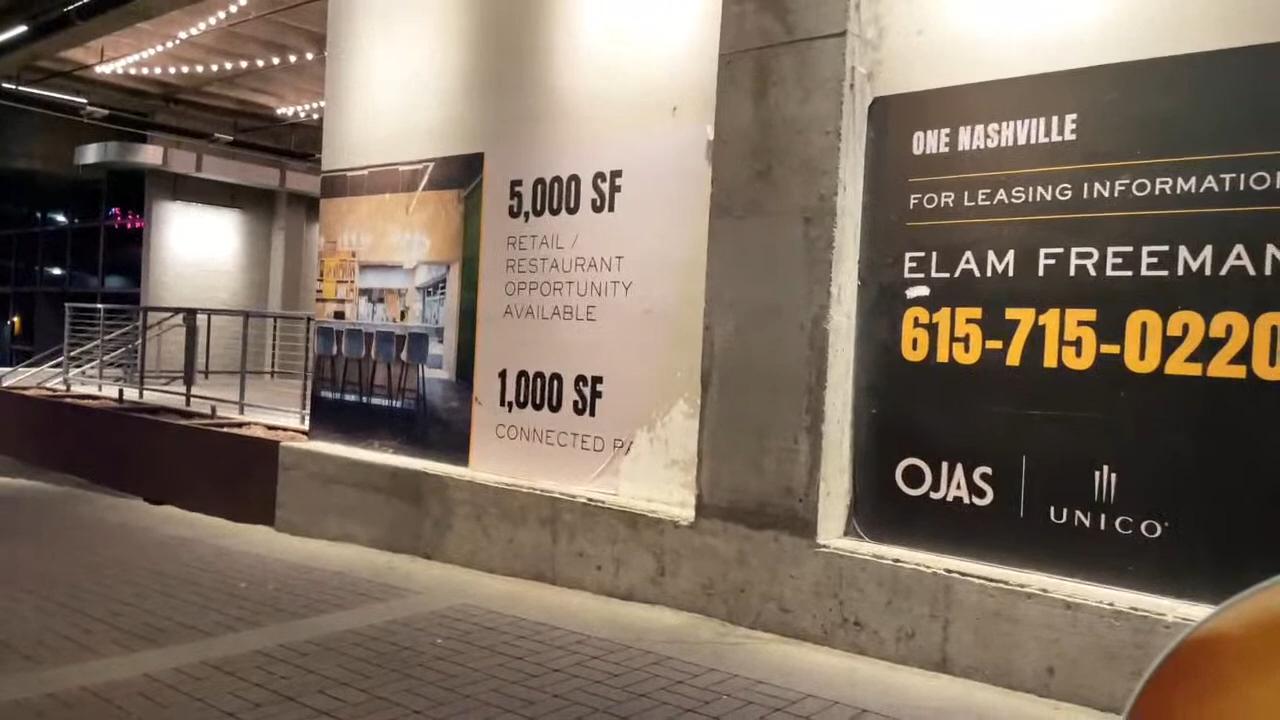 5,000 SF
RETAIL /
RESTAURANT
OPPORTUNITY
AVAILABLE
1,000 SF
CONNECTED
ONE NASHVILLE
FOR LEASING INFORMATION
ELAM FREEMAN
615-715-0220
OJAS
UNICO